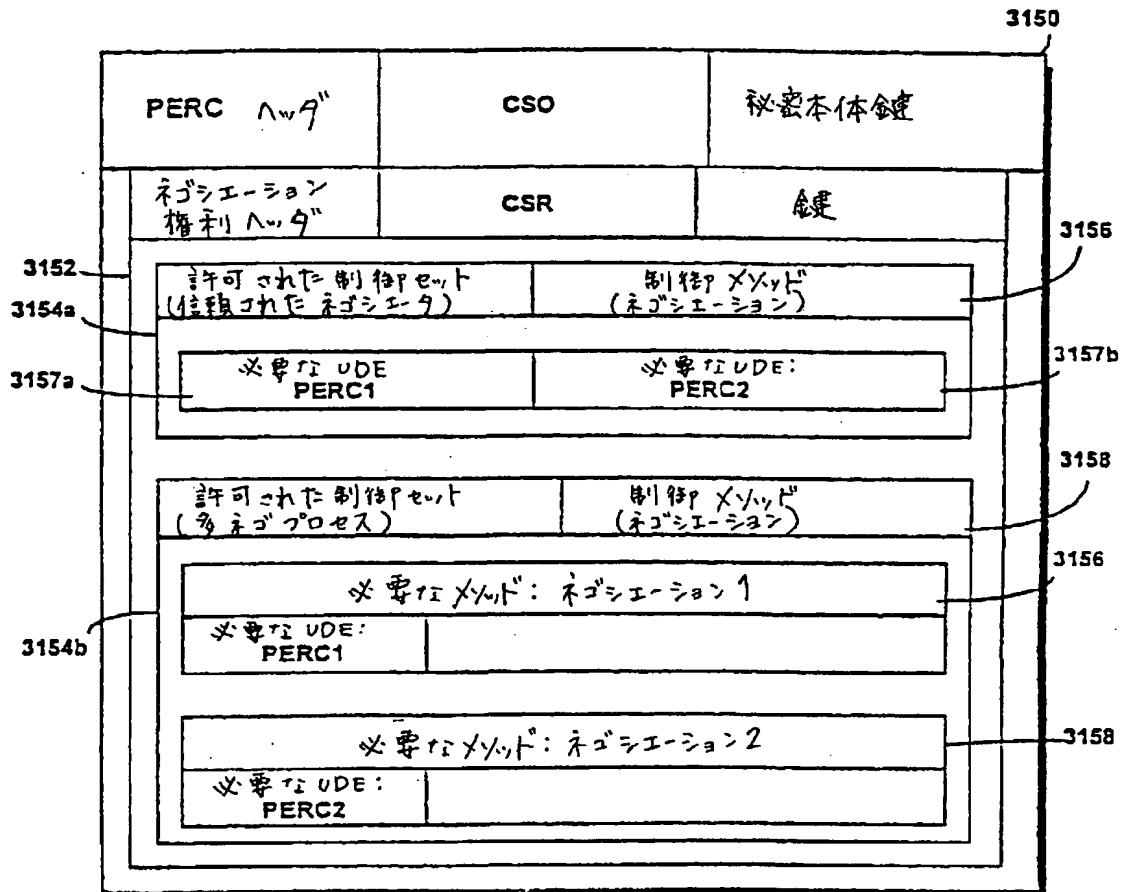 3150
PERC ヘッダ
CSO
秘密本体鍵
ネゴシエーション
権利ヘッダ
CSR
鍵
3156
3152
許可された制御セット
(信頼されたネゴシエータ)
制御メソッド
(ネゴシエーション)
3154a
3157a
必要なUDE
PERC1
必要なUDE:
PERC2
3157b
3158
許可された制御セット
(多ネゴプロセス)
制御メソッド
(ネゴシエーション)
3156
必要なメソッド: ネゴシエーション1
3154b
必要なUDE:
PERC1
必要なメソッド: ネゴシエーション2
3158
必要なUDE:
PERC2